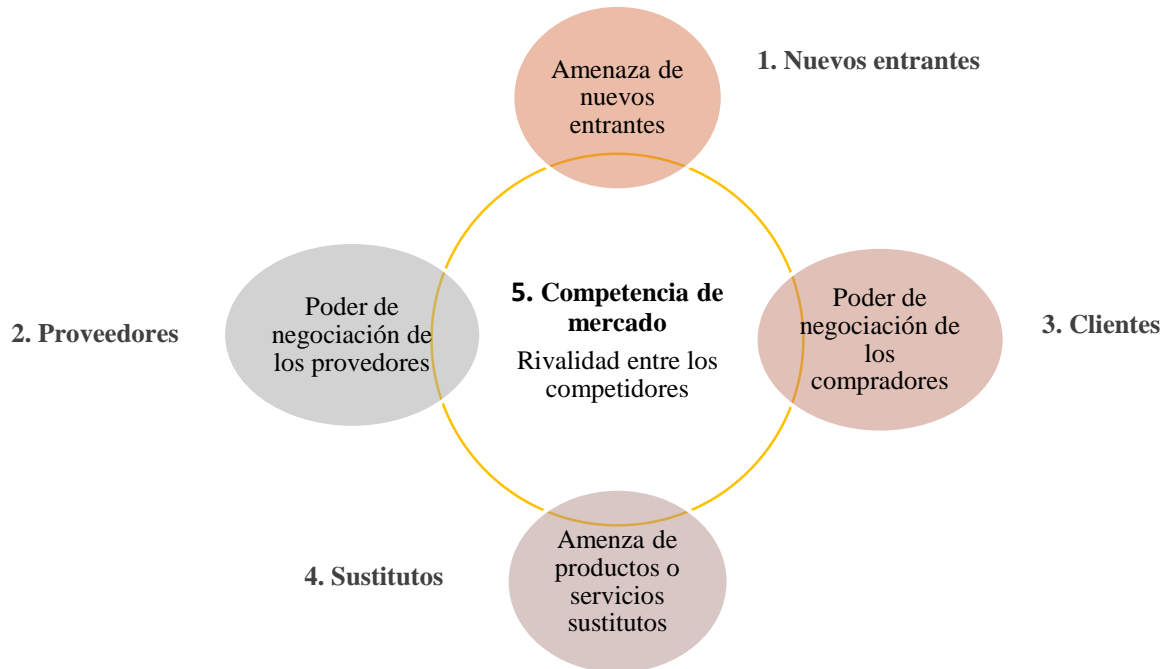 1. Nuevos entrantes
Amenaza de
nuevos
entrantes
2. Proveedores
Poder de
negociación de
los provedores
5. Competencia de
mercado
Rivalidad entre los
competidores
Poder de
negociación de
los
compradores
3. Clientes
4. Sustitutos
Amenza de
productos o
servicios
sustitutos